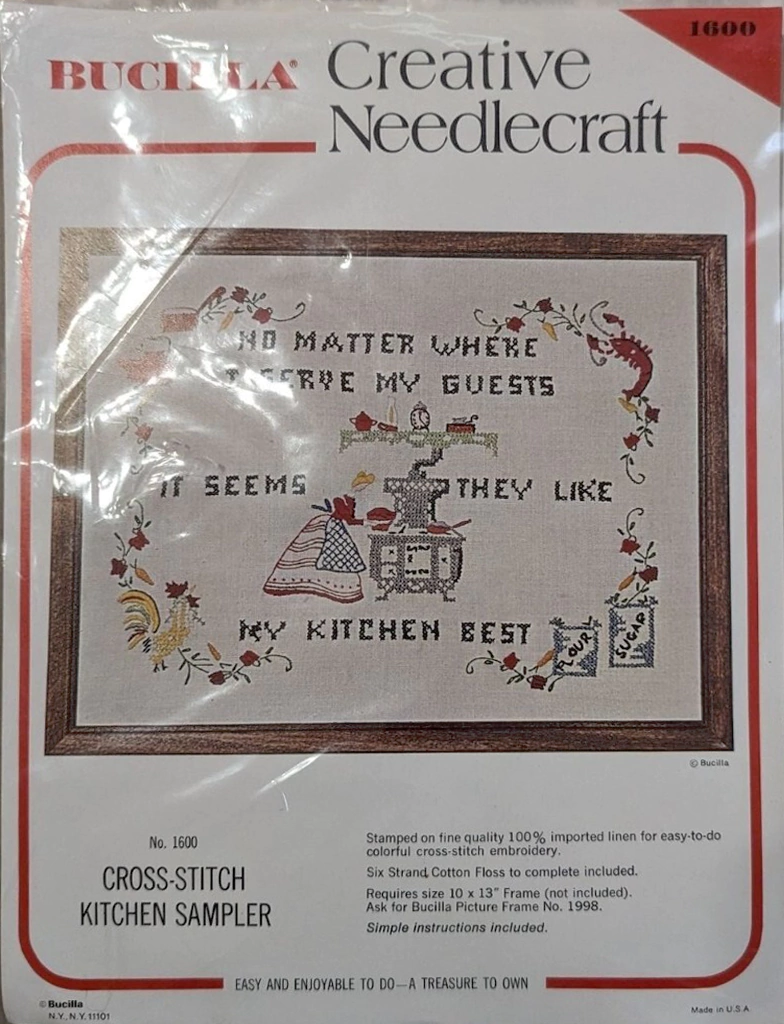 1600
BUCILLA®
Creative
Needlecraft
NO MATTER WHERE
I SERVE MY GUESTS
IT SEEMS THEY LIKE
MY KITCHEN BEST
FLOUR
SUGAR
© Bucilla
No. 1600
CROSS-STITCH
KITCHEN SAMPLER
Stamped on fine quality 100% imported linen for easy-to-do
colorful cross-stitch embroidery.
Six Strand Cotton Floss to complete included.
Requires size 10 x 13" Frame (not included).
Ask for Bucilla Picture Frame No. 1998.
Simple instructions included.
EASY AND ENJOYABLE TO DO—A TREASURE TO OWN
© Bucilla
N.Y., N.Y. 11101
Made in U.S.A.